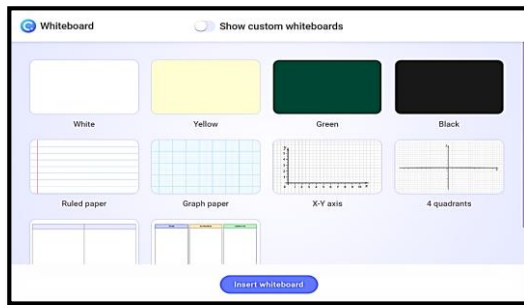 Whiteboard
Show custom whiteboards
White
Yellow
Green
Black
Ruled paper
Graph paper
X-Y axis
4 quadrants
Insert whiteboard